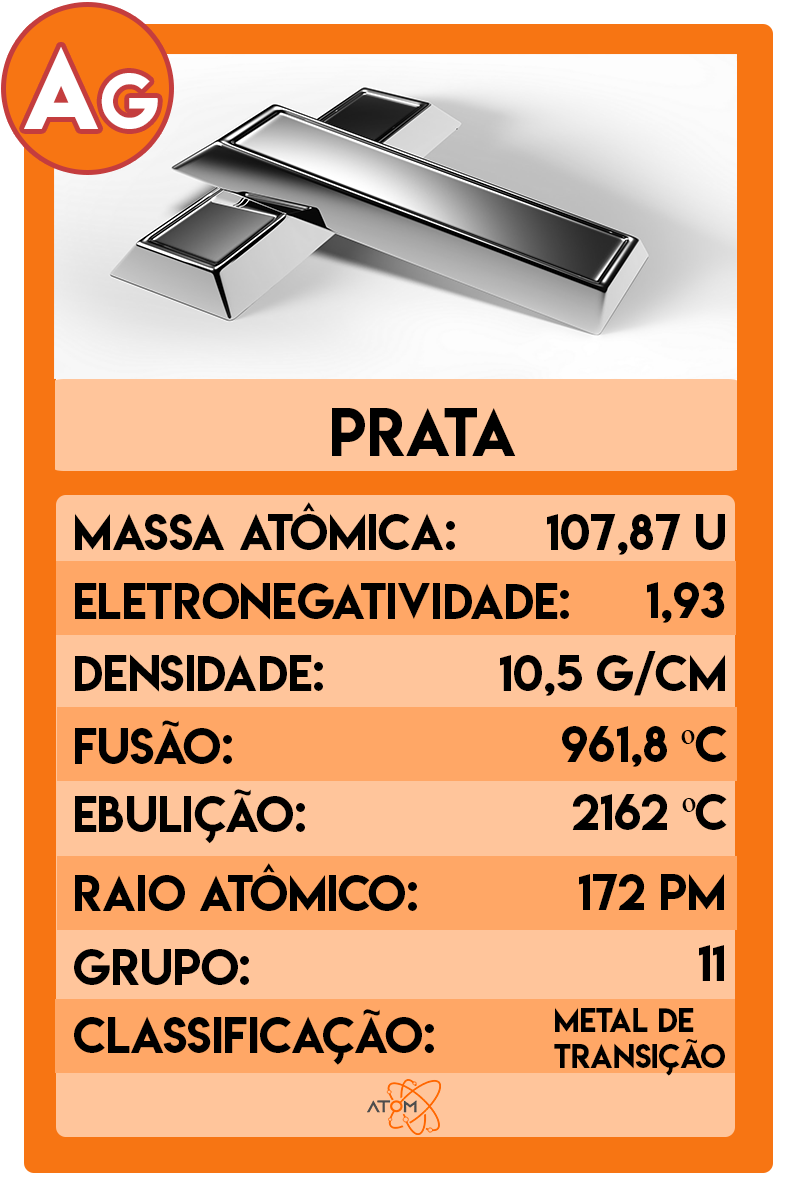 AG
PRATA
MASSA ATÔMICA: 107,87 U
ELETRONEGATIVIDADE: 1,93
DENSIDADE: 10,5 G/CM
FUSÃO: 961,8 ºC
EBULIÇÃO: 2162 ºC
RAIO ATÔMICO: 172 PM
GRUPO: 11
CLASSIFICAÇÃO: METAL DE
TRANSIÇÃO
ATOM